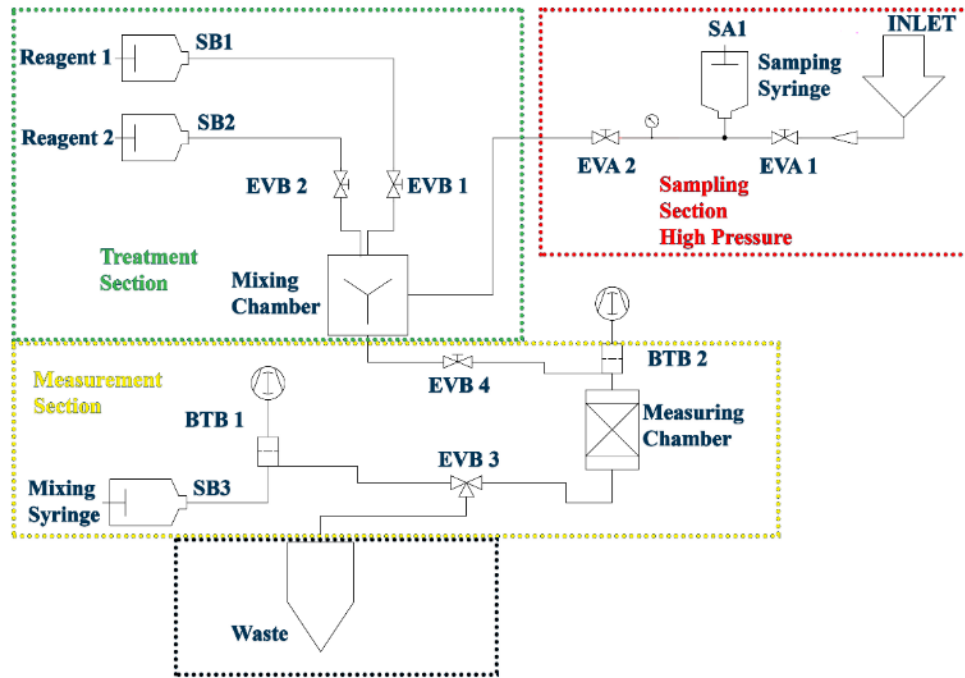 Reagent 1
SB1
Reagent 2
SB2
EVB 2
EVB 1
Treatment
Section
Mixing
Chamber
SA1
Samping
Syringe
INLET
EVA 2
EVA 1
Sampling
Section
High Pressure
Measurement
Section
BTB 1
EVB 4
BTB 2
Measuring
Chamber
EVB 3
Mixing
Syringe
SB3
Waste